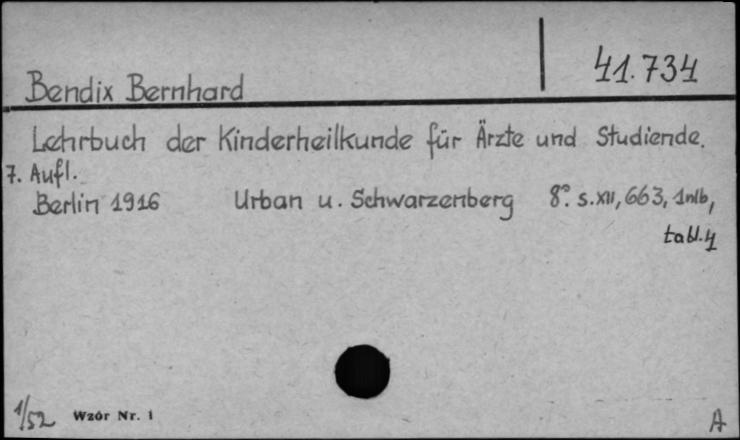 41.734
Bendix Bernhard
Lehrbuch der Kinderheilkunde für Ärzte und Studiende.
7. Aufl.
Berlin 1916 Urban u. Schwarzenberg 8°. s. XII, 663, 1nlb,
tabl. 4
1/52 Wzór Nr. 1 A